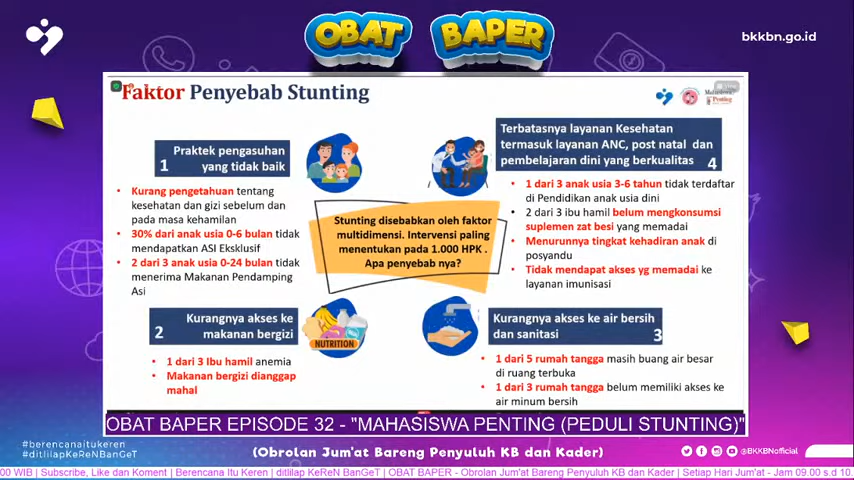 OBAT BAPER
bkkbn.go.id
Faktor Penyebab Stunting
1
Praktek pengasuhan
yang tidak baik
• Kurang pengetahuan tentang
kesehatan dan gizi sebelum dan
pada masa kehamilan
• 30% dari anak usia 0-6 bulan tidak
mendapatkan ASI Eksklusif
• 2 dari 3 anak usia 0-24 bulan tidak
menerima Makanan Pendamping
Asi
Terbatasnya layanan Kesehatan
termasuk layanan ANC, post natal dan
pembelajaran dini yang berkualitas
4
• 1 dari 3 anak usia 3-6 tahun tidak terdaftar
di Pendidikan anak usia dini
• 2 dari 3 ibu hamil belum mengkonsumsi
suplemen zat besi yang memadai
• Menurunnya tingkat kehadiran anak di
posyandu
• Tidak mendapat akses yg memadai ke
layanan imunisasi
Stunting disebabkan oleh faktor
multidimensi. Intervensi paling
menentukan pada 1.000 HPK .
Apa penyebab nya?
2
Kurangnya akses ke
makanan bergizi
NUTRITION
• 1 dari 3 Ibu hamil anemia
• Makanan bergizi dianggap
mahal
Kurangnya akses ke air bersih
dan sanitasi
3
• 1 dari 5 rumah tangga masih buang air besar
di ruang terbuka
• 1 dari 3 rumah tangga belum memiliki akses ke
air minum bersih
OBAT BAPER EPISODE 32 - "MAHASISWA PENTING (PEDULI STUNTING)"
#berencanaitukeren
#ditlilapKeReNBanGeT
(Obrolan Jum'at Bareng Penyuluh KB dan Kader)
@BKKBNofficial
.00 WIB | Subscribe, Like dan Koment | Berencana Itu Keren | ditlilap KeReN BanGeT | OBAT BAPER - Obrolan Jum'at Bareng Penyuluh KB dan Kader | Setiap Hari Jum'at - Jam 09.00 s.d 10.